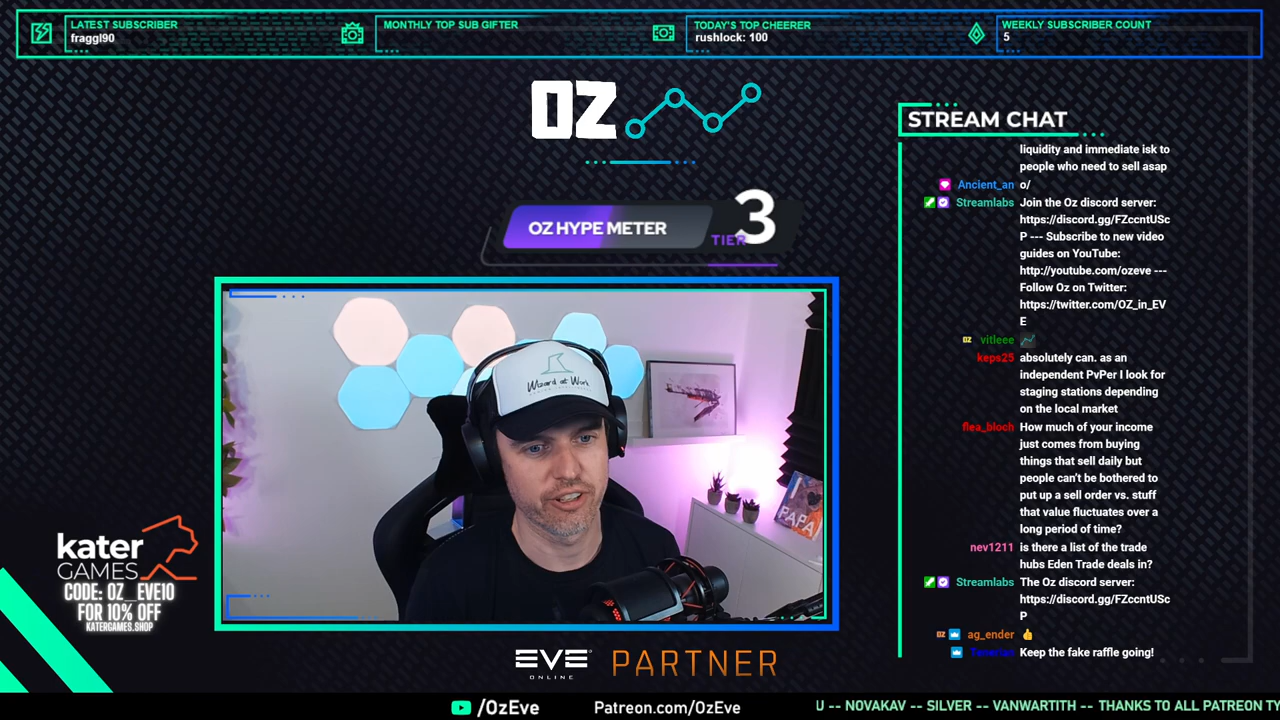 LATEST SUBSCRIBER
fraggl90
MONTHLY TOP SUB GIFTER
TODAY'S TOP CHEERER
rushlock: 100
WEEKLY SUBSCRIBER COUNT
5
OZ
OZ HYPE METER
TIER 3
Wizard at Work
PAPA
STREAM CHAT
liquidity and immediate isk to
people who need to sell asap
Ancient_an o/
Streamlabs Join the Oz discord server:
https://discord.gg/FZccntUSc
P --- Subscribe to new video
guides on YouTube:
http://youtube.com/ozeve ---
Follow Oz on Twitter:
https://twitter.com/OZ_in_EV
E
OZ vitleee
keps25 absolutely can. as an
independent PvPer I look for
staging stations depending
on the local market
flea_bloch How much of your income
just comes from buying
things that sell daily but
people can't be bothered to
put up a sell order vs. stuff
that value fluctuates over a
long period of time?
nev1211 is there a list of the trade
hubs Eden Trade deals in?
Streamlabs The Oz discord server:
https://discord.gg/FZccntUSc
P
OZ ag_ender 👍
Keep the fake raffle going!
kater
GAMES
CODE: OZ_EVE10
FOR 10% OFF
KATERGAMES.SHOP
EVE
ONLINE
PARTNER
/OzEve
Patreon.com/OzEve
U -- NOVAKAV -- SILVER -- VANWARTITH -- THANKS TO ALL PATREON TY